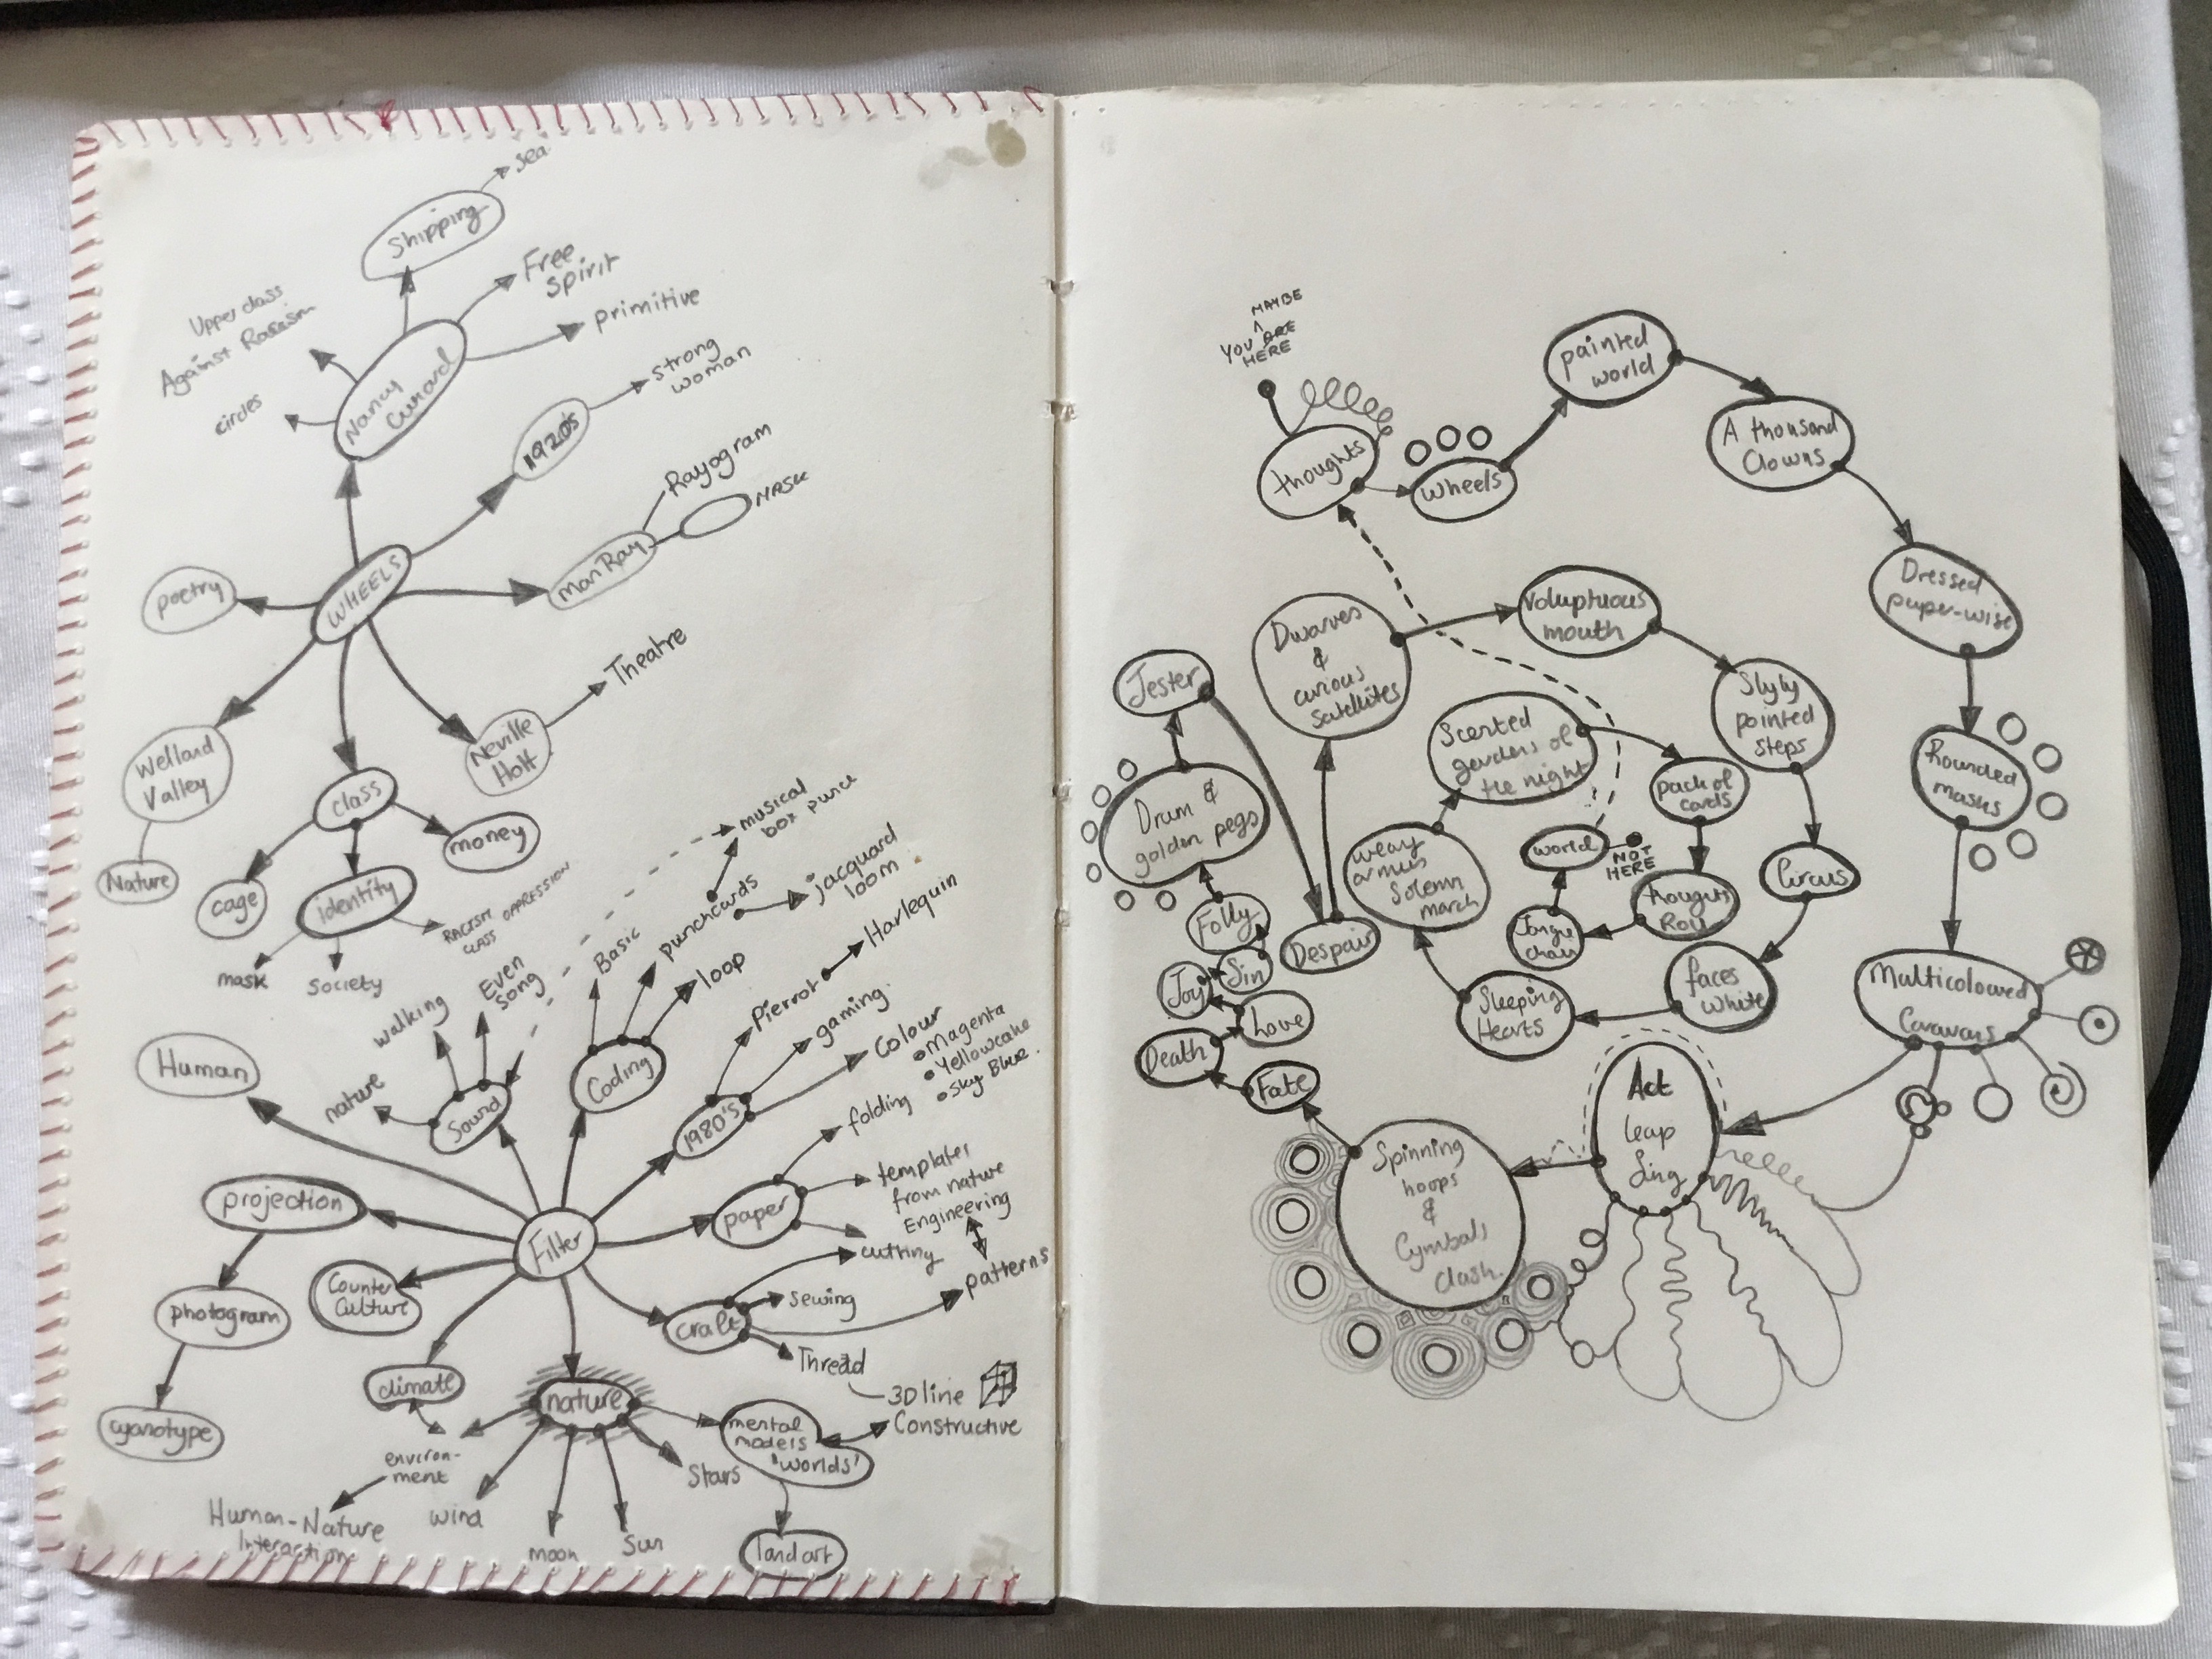 sea
Shipping
Free
spirit
primitive
Upper class
Against Racism
circles
Nancy
Cunard
1920s
strong
woman
Rayogram
MASK
Man Ray
WHEELS
poetry
Theatre
Neville
Holt
Welland
Valley
Nature
class
cage
identity
money
mask
society
RACISM
CLASS OPPRESSION
musical
box punch
punchcards
jacquard
loom
Basic
loop
Coding
Even
song
walking
nature
Sound
Human
Pierrot
Harlequin
gaming
Colour
Magenta
Yellowcake
Sky Blue.
1980's
folding
templates
from nature
Engineering
paper
cutting
patterns
projection
Filter
Counter
Culture
photogram
cyanotype
craft
sewing
Thread
3D line
Constructive
climate
nature
mental
models
'worlds'
environ-
ment
Human-Nature
Interaction
wind
moon
Sun
Stars
Land art
MAYBE
YOU ARE
HERE
thoughts
wheels
painted
world
A thousand
Clowns
Dressed
paper-wise
Rounded
masks
Multicoloured
Caravans
Act
leap
Sing
Spinning
hoops
&
Cymbals
clash.
Fate
Death
Love
Joy
Sin
Folly
Drum &
golden pegs
Jester
Despair
Dwarves
&
curious
satellites
Voluptuous
mouth
Slyly
pointed
steps
Circus
faces
White
Sleeping
Hearts
weary
armies
Solemn
march
Scented
gardens of
the night
pack of
cards
thoughts
Roll
world
NOT
HERE